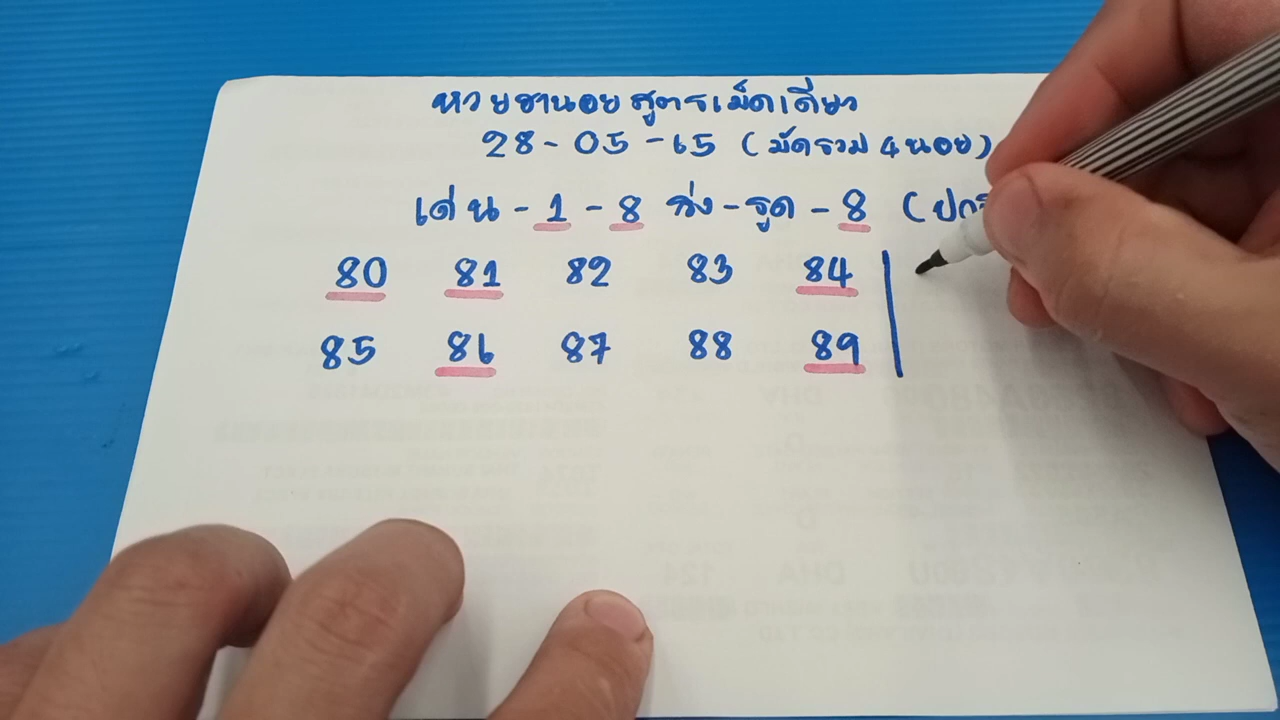 หวยฮานอยสูตรเม็ดเดียว
28-05-65 (มัดรวม 4 นอย)
เด่น - 1 - 8 วิ่ง - รูด - 8
80 81 82 83 84
85 86 87 88 89